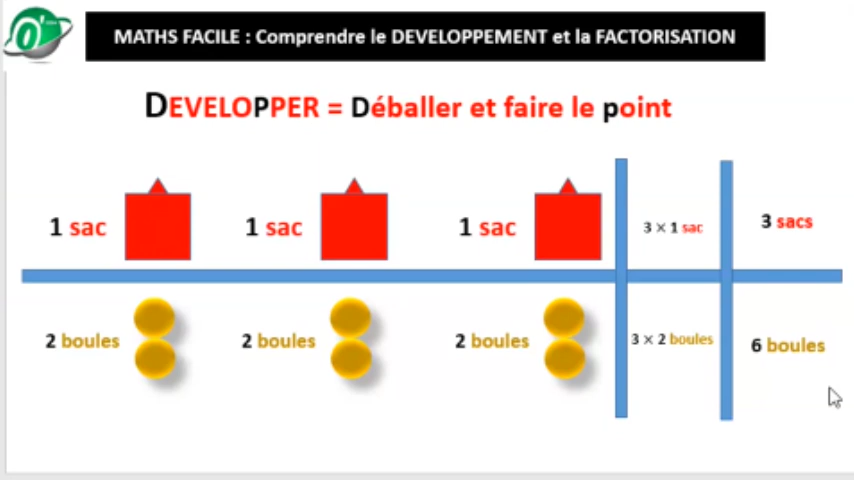 MATHS FACILE : Comprendre le DEVELOPPEMENT et la FACTORISATION
DEVELOPPER = Déballer et faire le point
1 sac 1 sac 1 sac 3 × 1 sac 3 sacs
2 boules 2 boules 2 boules 3 × 2 boules 6 boules